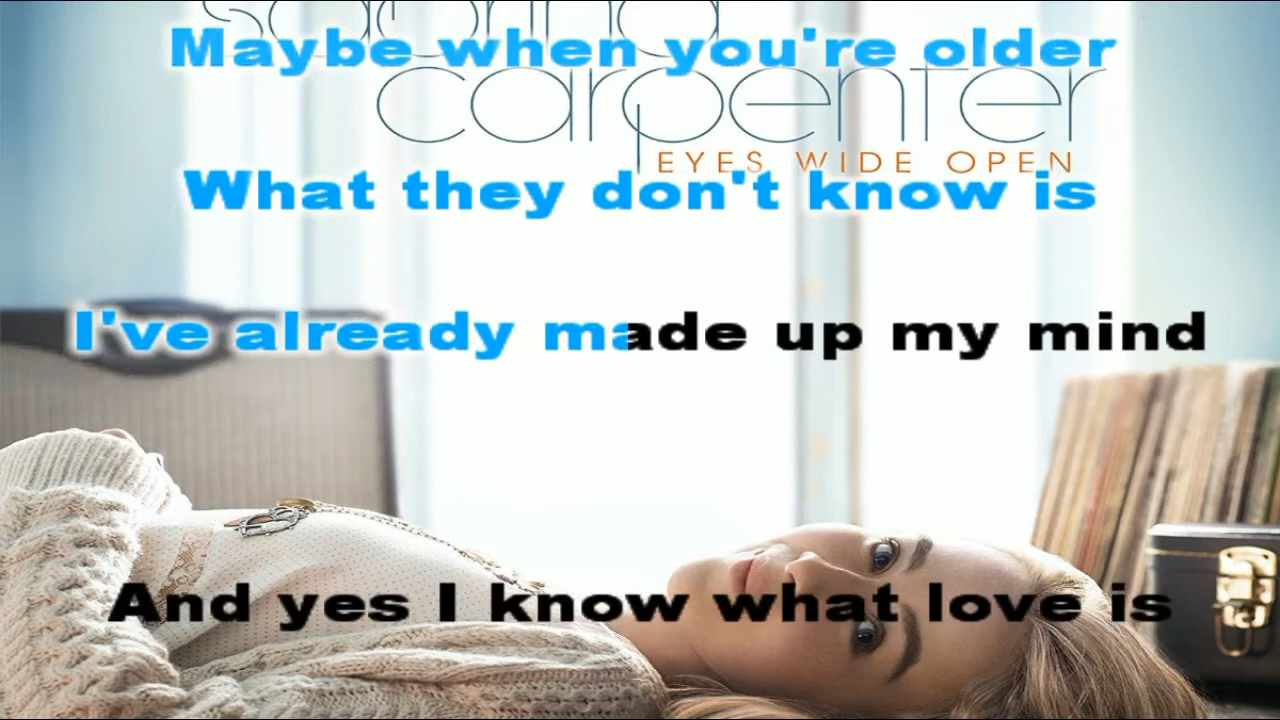 sabrina
Maybe when you're older
carpenter
EYES WIDE OPEN
What they don't know is
I've already made up my mind
And yes I know what love is